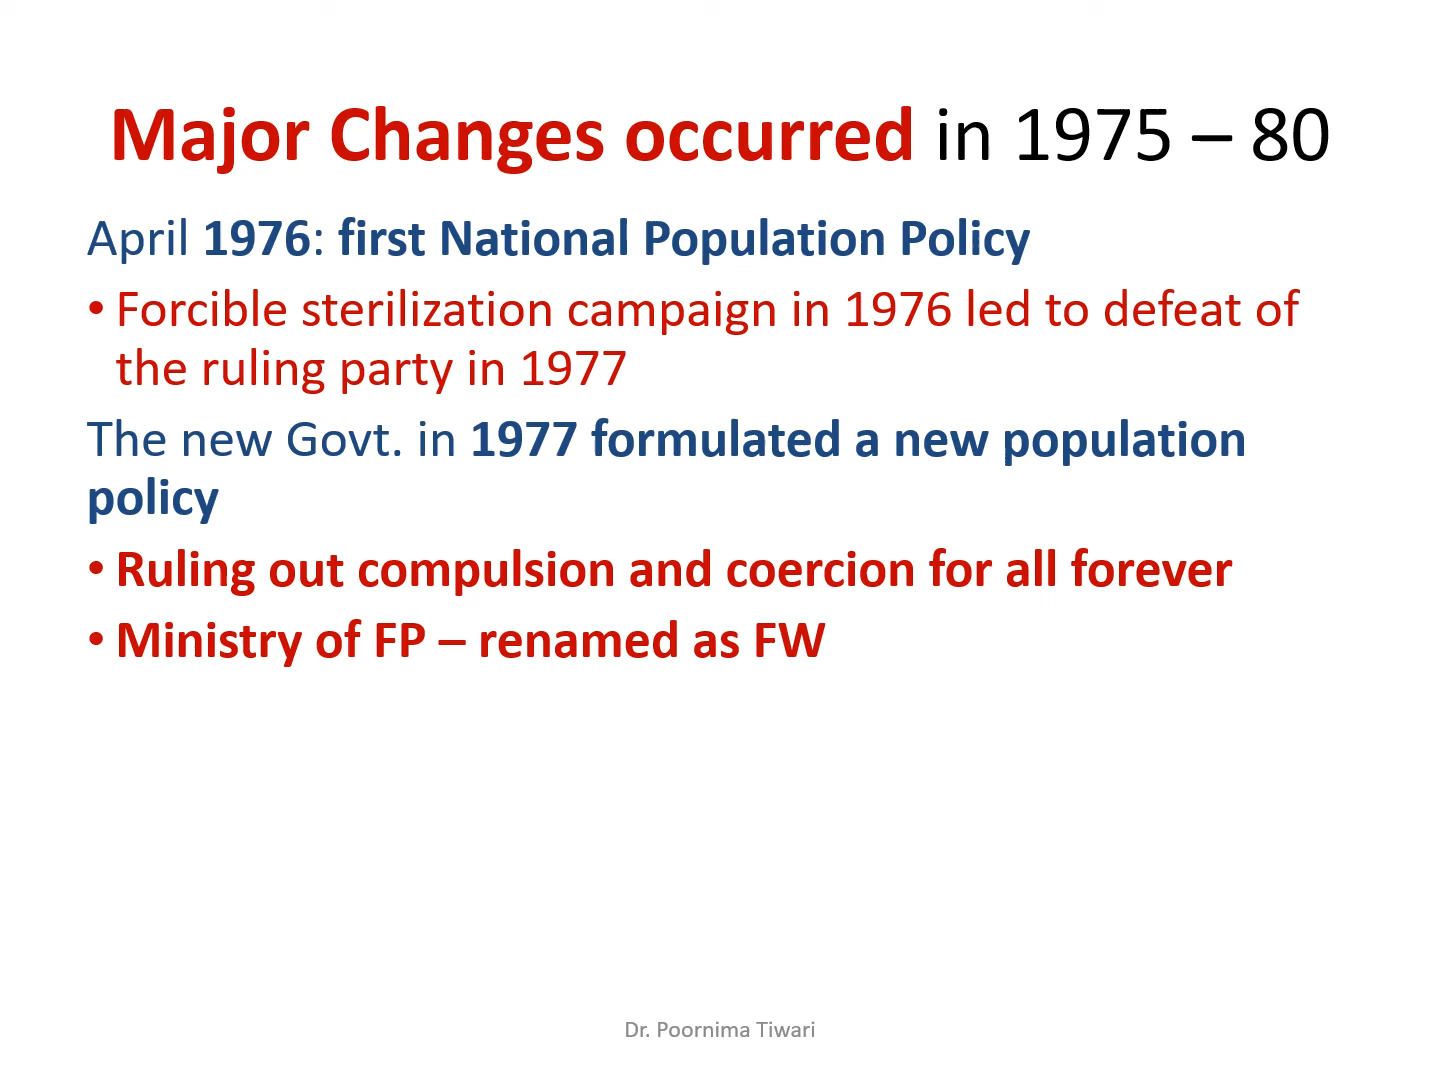 Major Changes occurred in 1975 – 80
April 1976: first National Population Policy
• Forcible sterilization campaign in 1976 led to defeat of
the ruling party in 1977
The new Govt. in 1977 formulated a new population
policy
• Ruling out compulsion and coercion for all forever
• Ministry of FP – renamed as FW
Dr. Poornima Tiwari